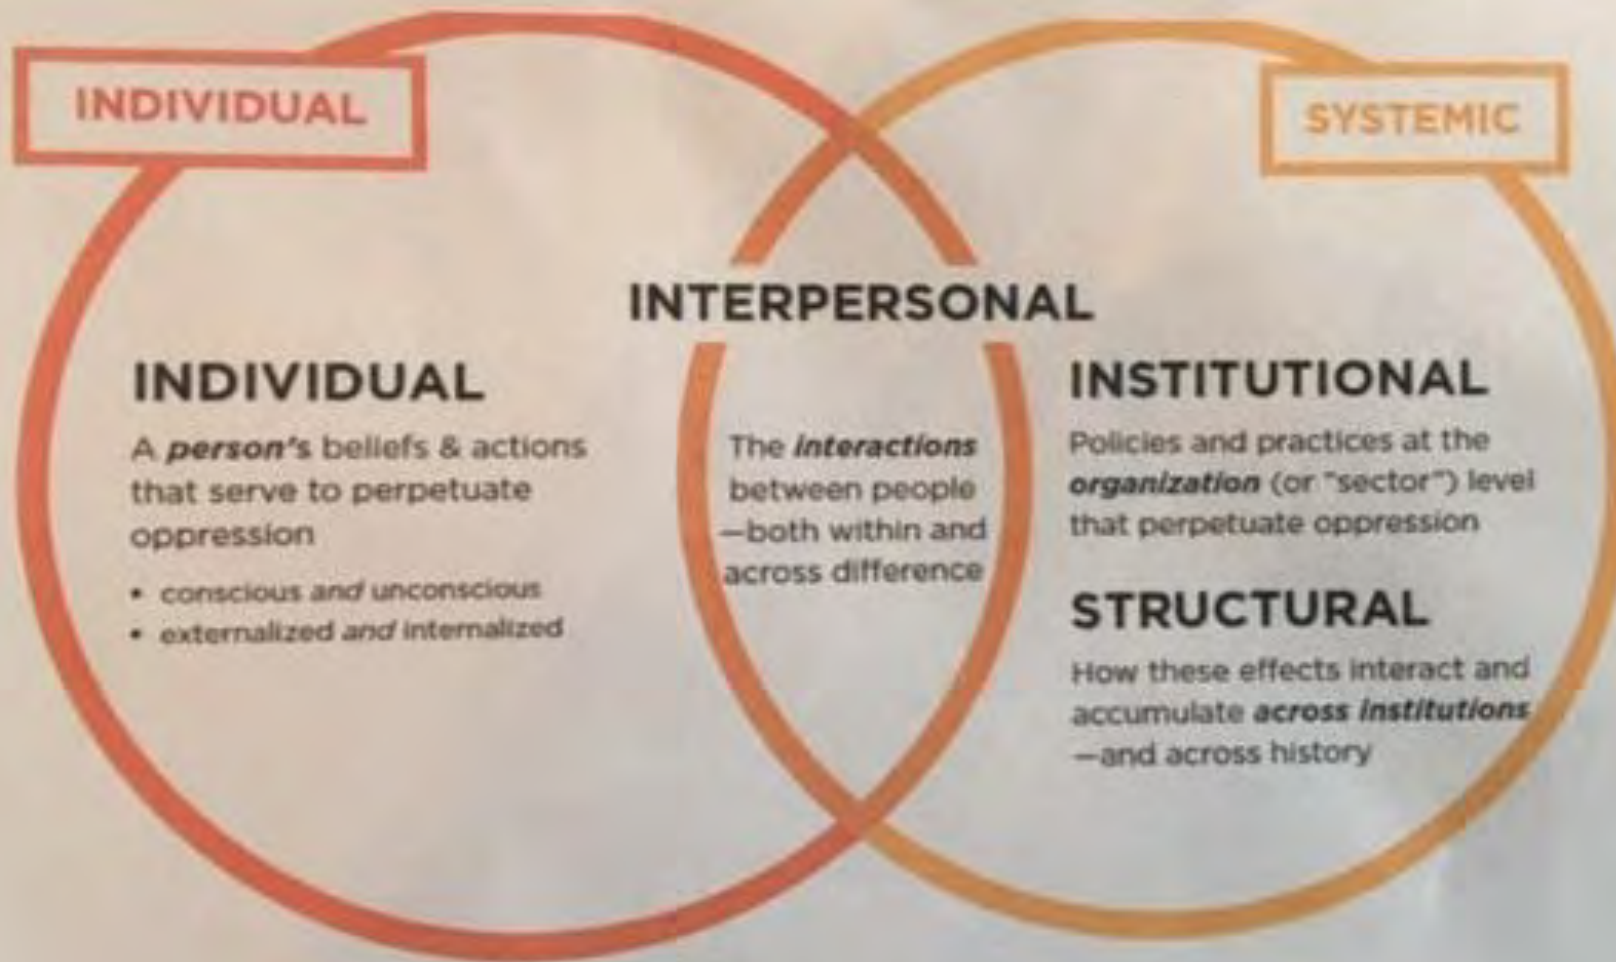 INDIVIDUAL
SYSTEMIC
INTERPERSONAL
INDIVIDUAL
A person's beliefs & actions
that serve to perpetuate
oppression
• conscious and unconscious
• externalized and internalized
The interactions
between people
—both within and
across difference
INSTITUTIONAL
Policies and practices at the
organization (or "sector") level
that perpetuate oppression
STRUCTURAL
How these effects interact and
accumulate across institutions
—and across history